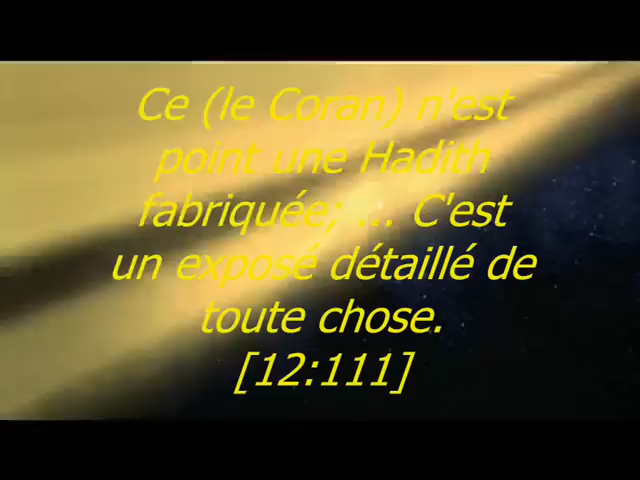 Ce (le Coran) n'est
point une Hadith
fabriquée; ... C'est
un exposé détaillé de
toute chose.
[12:111]